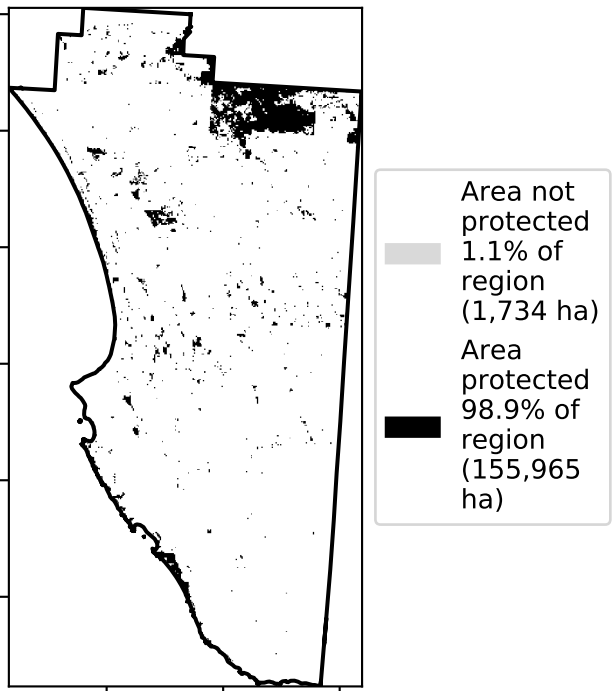 Area not
protected
1.1% of
region
(1,734 ha)
Area
protected
98.9% of
region
(155,965
ha)